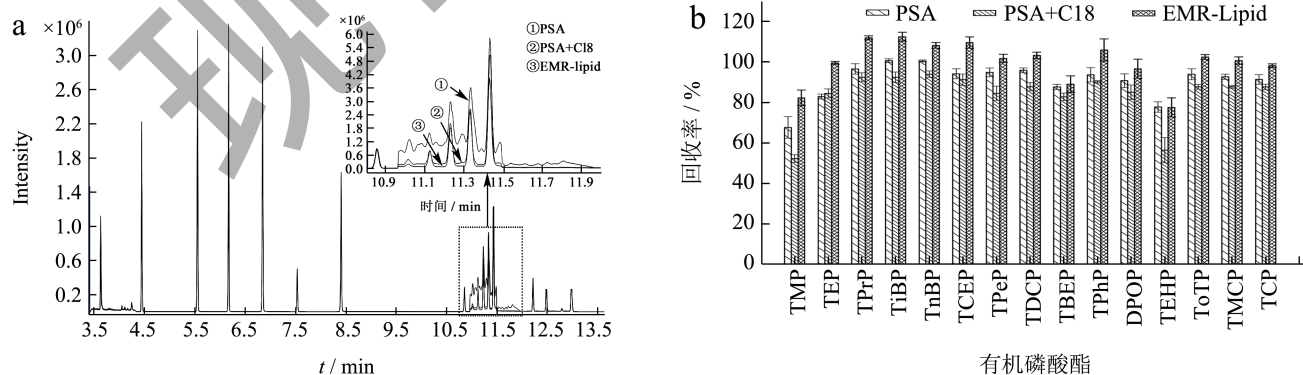 a
×10⁶
3.0
2.6
2.2
1.8
1.4
1.0
0.6
0.2
Intensity
3.5 4.5 5.5 6.5 7.5 8.5 9.5 10.5 11.5 12.5 13.5
t / min
×10⁶
6.0
5.4
4.8
4.2
3.6
3.0
2.4
1.8
1.2
0.6
0.0
①PSA
②PSA+Cl8
③EMR-lipid
①
②
③
10.9 11.1 11.3 11.5 11.7 11.9
时间 / min
b
PSA PSA+C18 EMR-Lipid
120
100
80
60
40
20
0
回收率 / %
TMP TEP TPrP TiBP TnBP TCEP TPeP TDCP TBEP TPhP DPOP TEHP ToTP TMCP TCP
有机磷酸酯